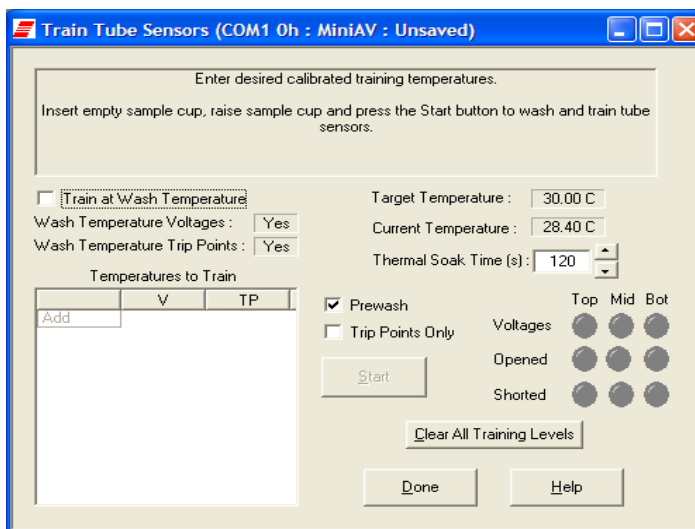 Train Tube Sensors (COM1 0h : MiniAV : Unsaved)
Enter desired calibrated training temperatures.
Insert empty sample cup, raise sample cup and press the Start button to wash and train tube
sensors.
Train at Wash Temperature
Wash Temperature Voltages : Yes
Wash Temperature Trip Points : Yes
Target Temperature : 30.00 C
Current Temperature : 28.40 C
Thermal Soak Time (s) : 120
Temperatures to Train
V TP
Add
Prewash
Trip Points Only
Start
Top Mid Bot
Voltages
Opened
Shorted
Clear All Training Levels
Done Help